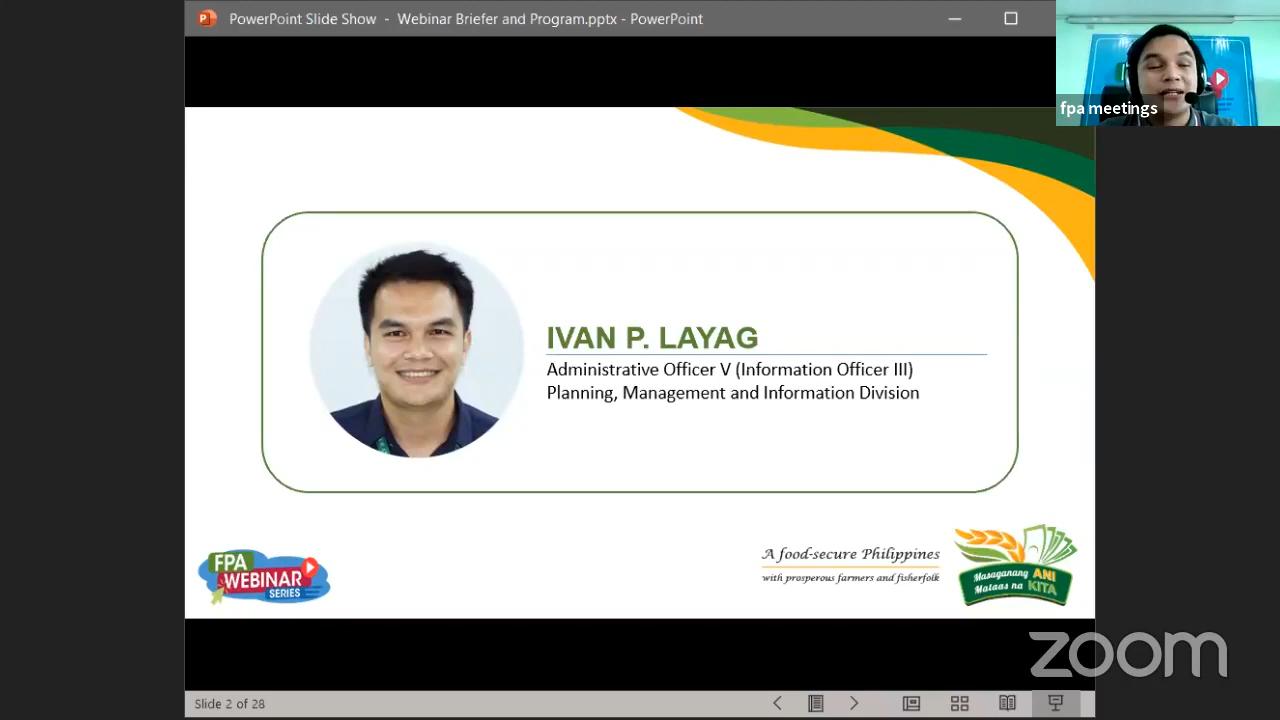 PowerPoint Slide Show - Webinar Briefer and Program.pptx - PowerPoint
fpa meetings
IVAN P. LAYAG
Administrative Officer V (Information Officer III)
Planning, Management and Information Division
FPA
WEBINAR
SERIES
A food-secure Philippines
with prosperous farmers and fisherfolk
Masaganang ANI
Mataas na KITA
zoom
Slide 2 of 28